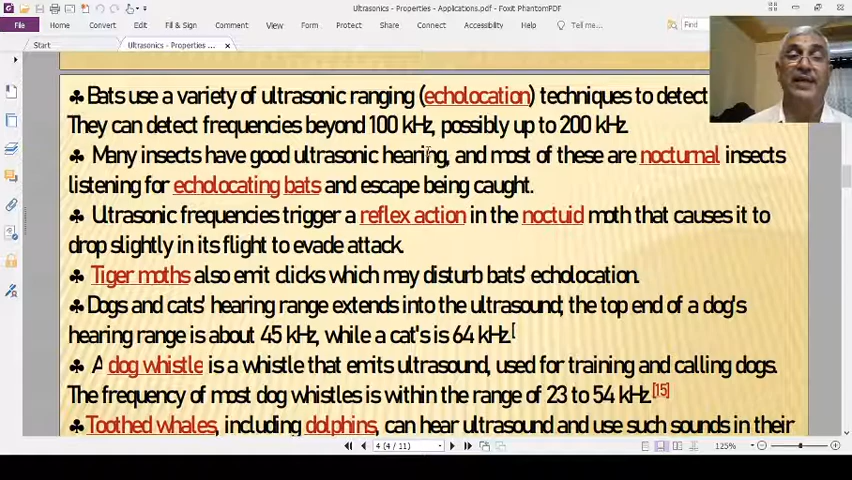 Ultrasonics - Properties - Applications.pdf - Foxit PhantomPDF
File Home Convert Edit Fill & Sign Comment View Form Protect Share Connect Accessibility Help Tell me... Find
Start Ultrasonics - Properties ...
♣Bats use a variety of ultrasonic ranging (echolocation) techniques to detect
They can detect frequencies beyond 100 kHz, possibly up to 200 kHz.
♣ Many insects have good ultrasonic hearing, and most of these are nocturnal insects
listening for echolocating bats and escape being caught.
♣ Ultrasonic frequencies trigger a reflex action in the noctuid moth that causes it to
drop slightly in its flight to evade attack.
♣ Tiger moths also emit clicks which may disturb bats' echolocation.
♣Dogs and cats' hearing range extends into the ultrasound; the top end of a dog's
hearing range is about 45 kHz, while a cat's is 64 kHz.[
♣ A dog whistle is a whistle that emits ultrasound, used for training and calling dogs.
The frequency of most dog whistles is within the range of 23 to 54 kHz.[15]
♣Toothed whales, including dolphins, can hear ultrasound and use such sounds in their
4 (4 / 11) 125%